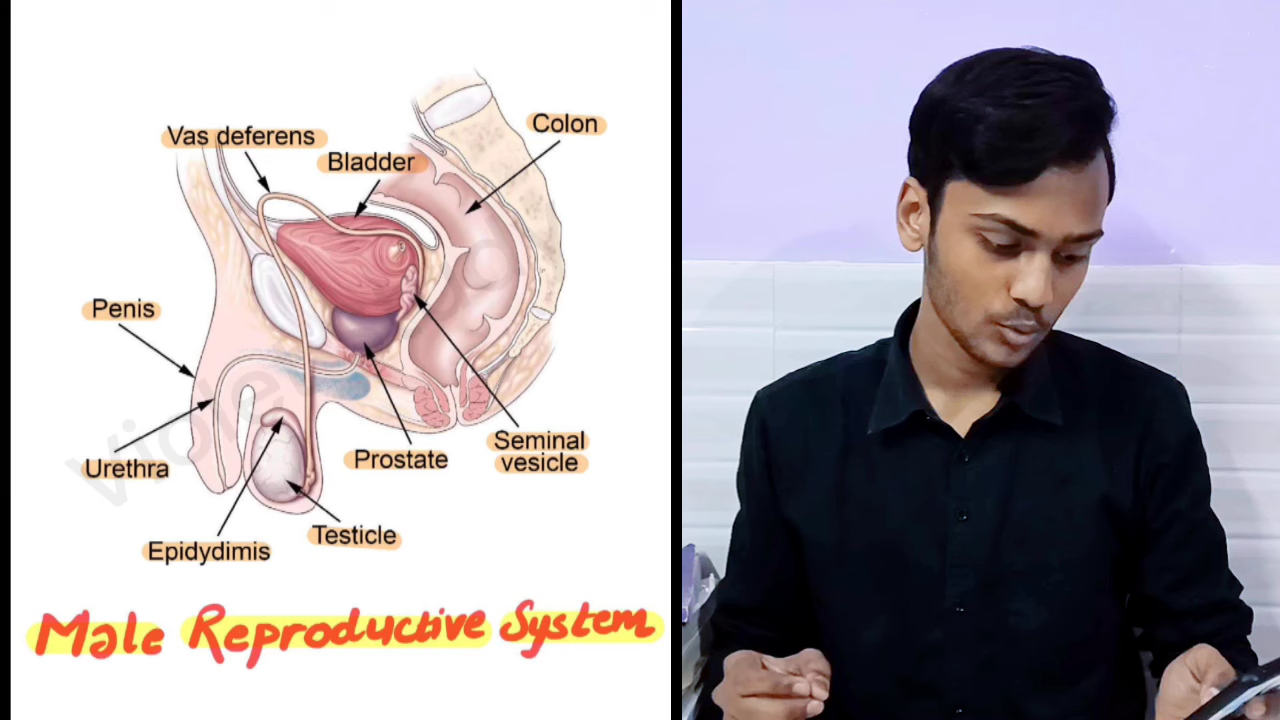 Vas deferens
Bladder
Colon
Penis
Urethra
Prostate
Seminal
vesicle
Epidydimis
Testicle
Male Reproductive System